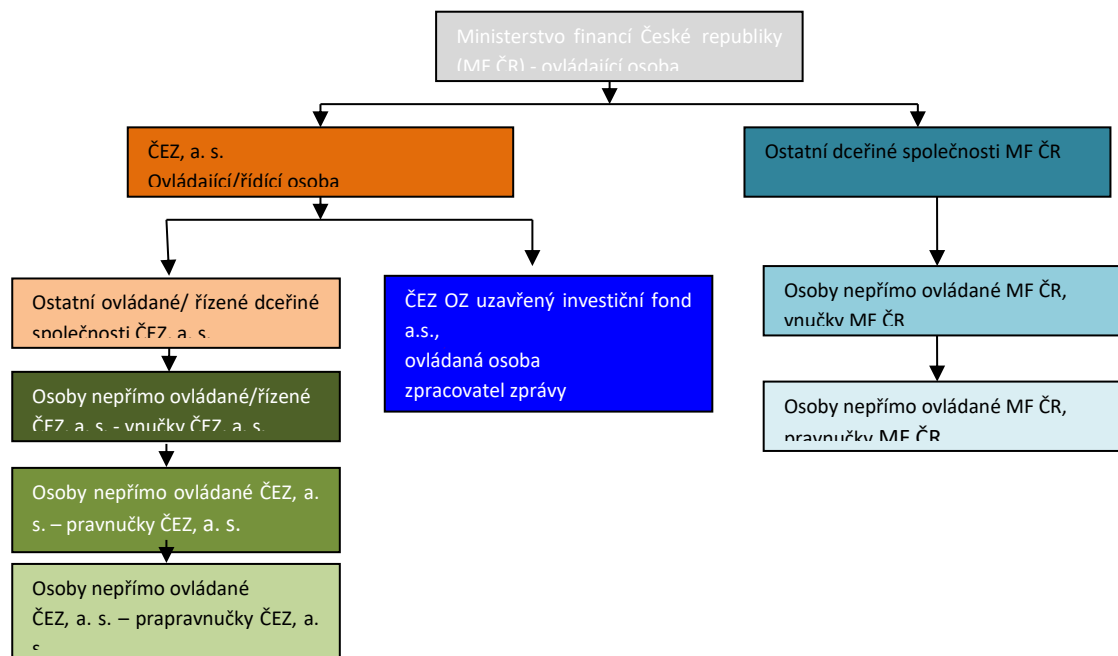 Ministerstvo financí České republiky
(MF ČR) - ovládající osoba
ČEZ, a. s.
Ovládající/řídící osoba
Ostatní dceřiné společnosti MF ČR
Ostatní ovládané/ řízené dceřiné
společnosti ČEZ, a. s.
ČEZ OZ uzavřený investiční fond
a.s.,
ovládaná osoba
zpracovatel zprávy
Osoby nepřímo ovládané MF ČR,
vnučky MF ČR
Osoby nepřímo ovládané/řízené
ČEZ, a. s. - vnučky ČEZ, a. s.
Osoby nepřímo ovládané MF ČR,
pravnučky MF ČR
Osoby nepřímo ovládané ČEZ, a.
s. – pravnučky ČEZ, a. s.
Osoby nepřímo ovládané
ČEZ, a. s. – prapravnučky ČEZ, a.
s.